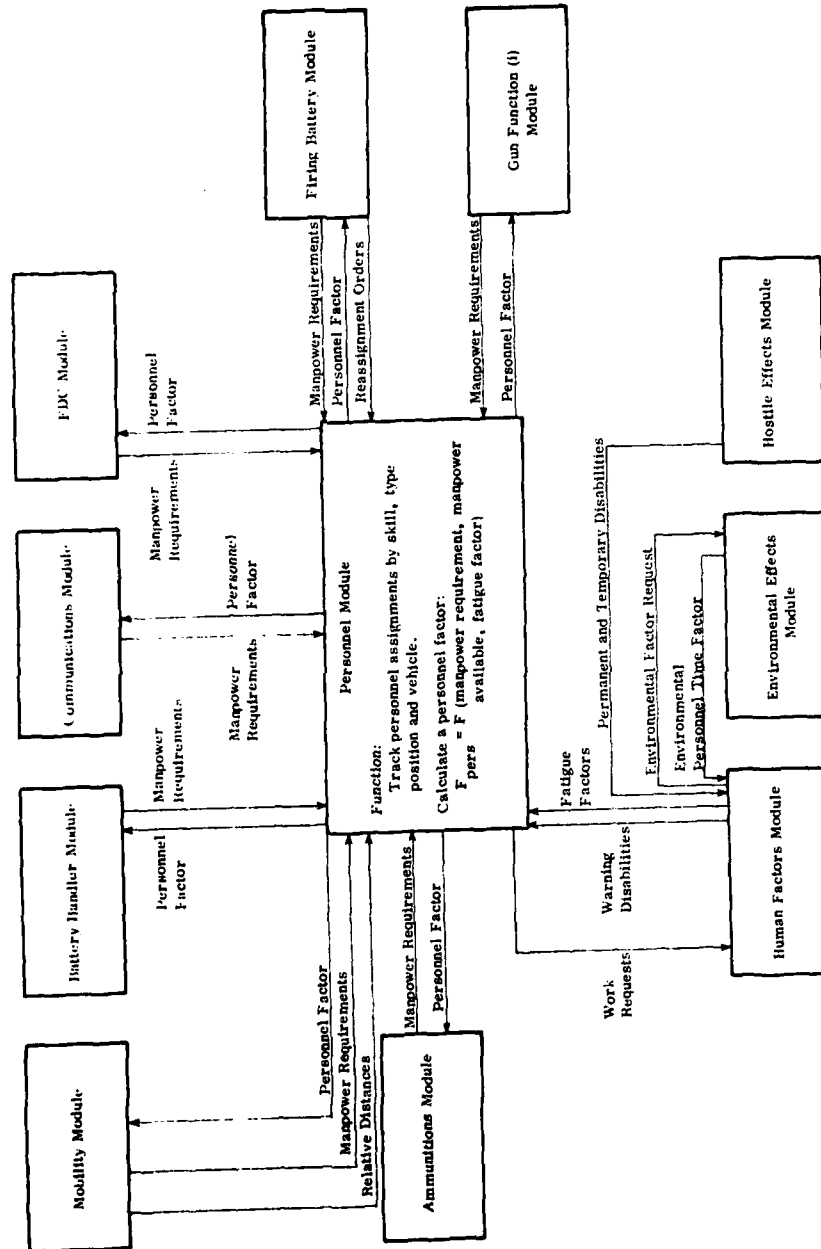 Mobility Module
Battery Handler Module
Communications Module
FDC Module
Firing Battery Module
Gun Function (i)
Module
Personnel Factor
Manpower Requirements
Relative Distances
Personnel
Factor
Manpower
Requirements
Manpower
Requirements
Personnel
Factor
Manpower
Requirements
Personnel
Factor
Manpower Requirements
Personnel Factor
Reassignment Orders
Manpower Requirements
Personnel Factor
Personnel Module
Function:
Track personnel assignments by skill, type
position and vehicle.
Calculate a personnel factor:
F pers = F (manpower requirement, manpower
available, fatigue factor)
Manpower Requirements
Personnel Factor
Ammunitions Module
Work
Requests
Warning
Disabilities
Fatigue
Factors
Permanent and Temporary Disabilities
Environmental Factor Request
Environmental
Personnel Time Factor
Human Factors Module
Environmental Effects
Module
Hostile Effects Module